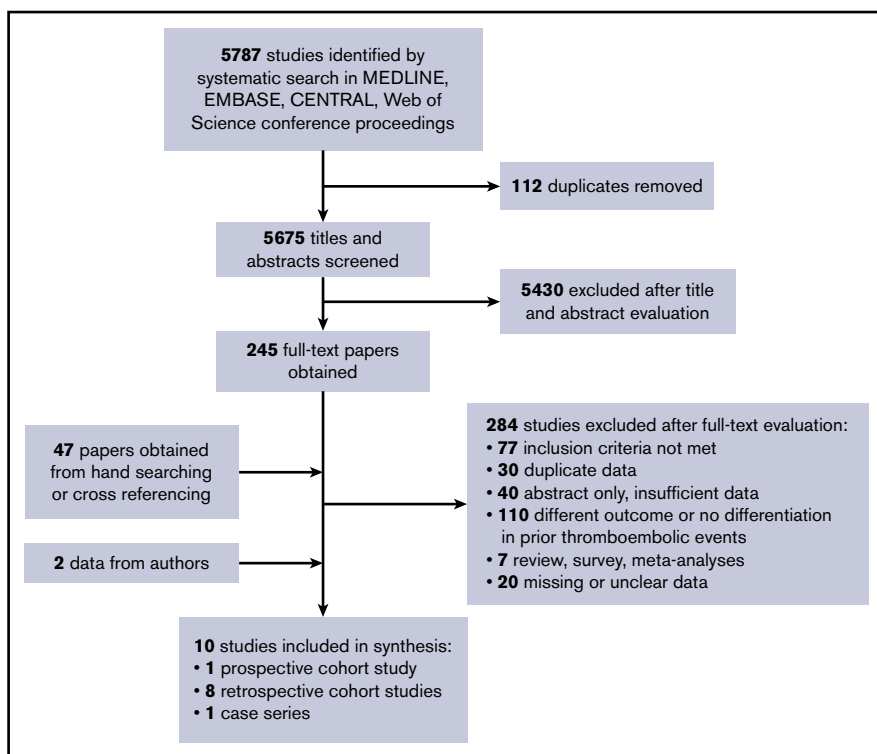 5787 studies identified by
systematic search in MEDLINE,
EMBASE, CENTRAL, Web of
Science conference proceedings
112 duplicates removed
5675 titles and
abstracts screened
5430 excluded after title
and abstract evaluation
245 full-text papers
obtained
47 papers obtained
from hand searching
or cross referencing
284 studies excluded after full-text evaluation:
• 77 inclusion criteria not met
• 30 duplicate data
• 40 abstract only, insufficient data
• 110 different outcome or no differentiation
in prior thromboembolic events
• 7 review, survey, meta-analyses
• 20 missing or unclear data
2 data from authors
10 studies included in synthesis:
• 1 prospective cohort study
• 8 retrospective cohort studies
• 1 case series